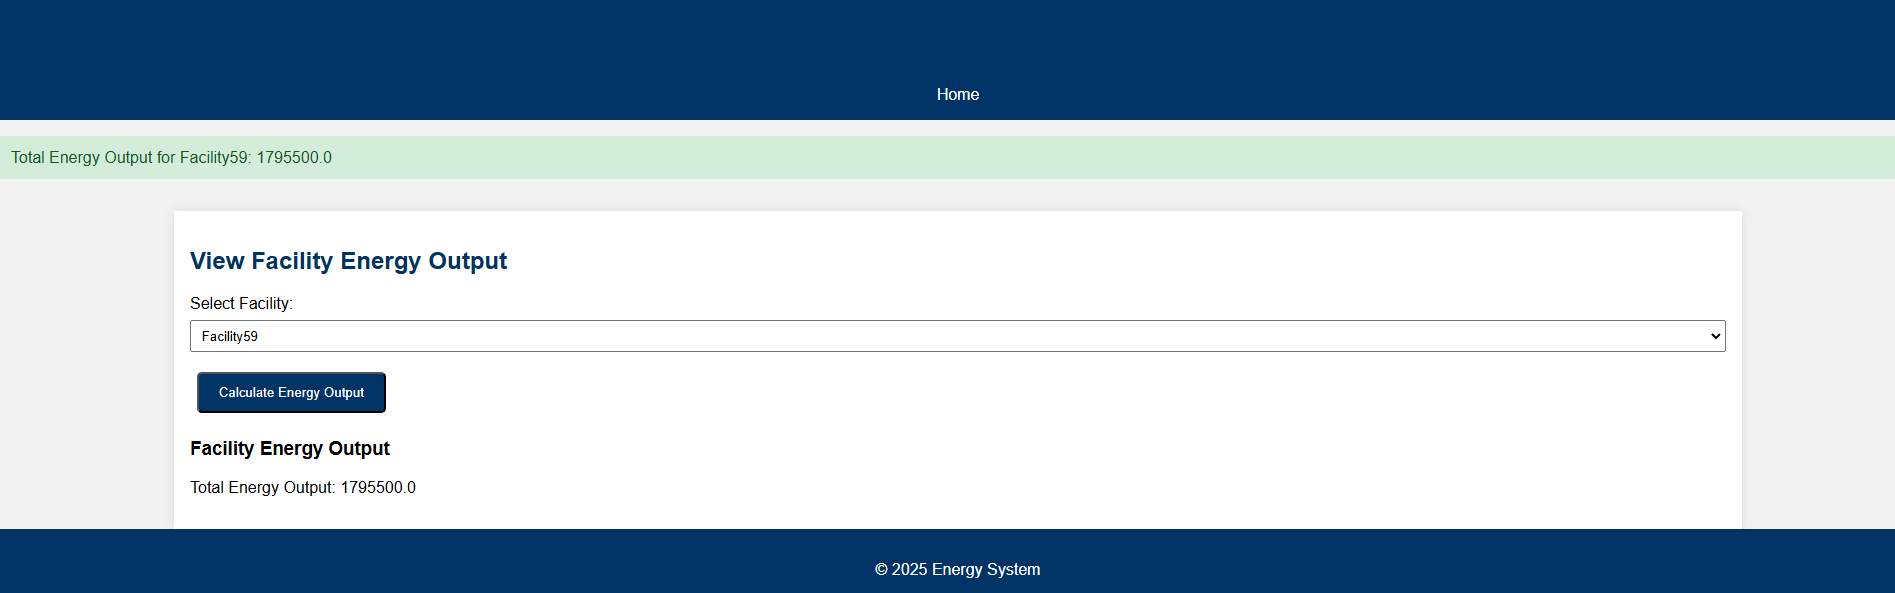 Home
Total Energy Output for Facility59: 1795500.0
View Facility Energy Output
Select Facility:
Facility59
Calculate Energy Output
Facility Energy Output
Total Energy Output: 1795500.0
© 2025 Energy System